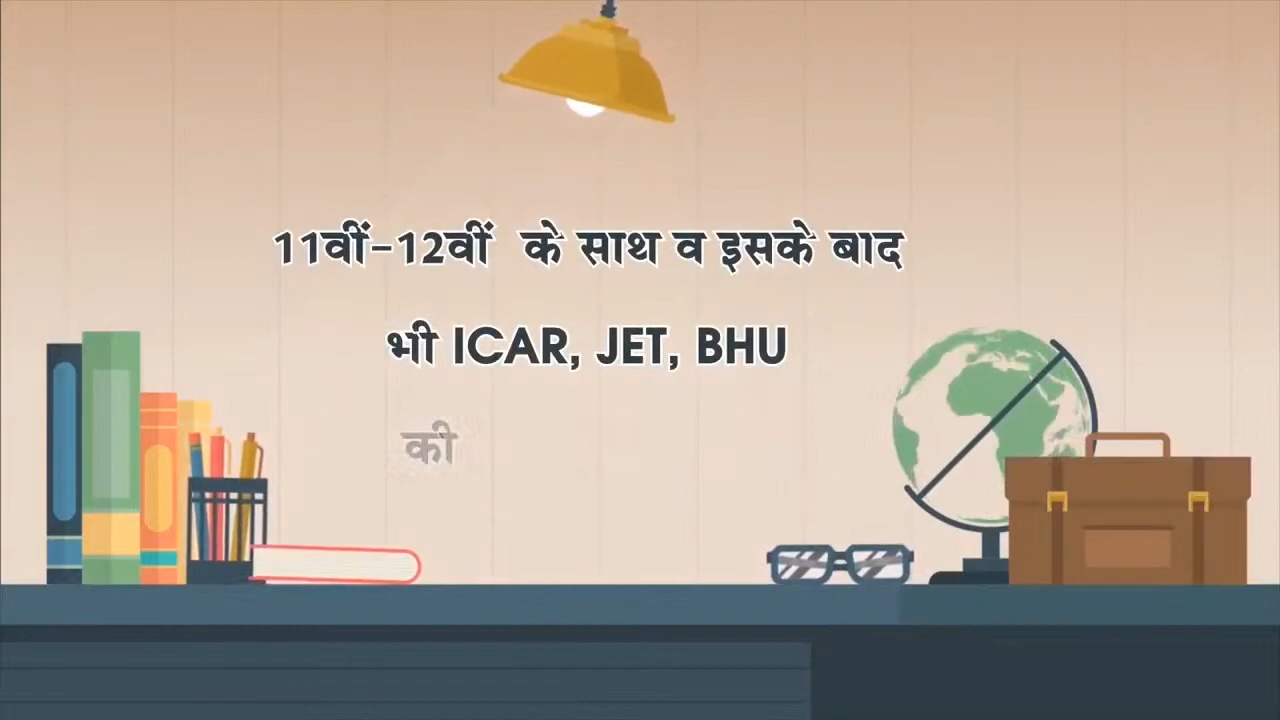 11वीं-12वीं के साथ व इसके बाद
भी ICAR, JET, BHU
की